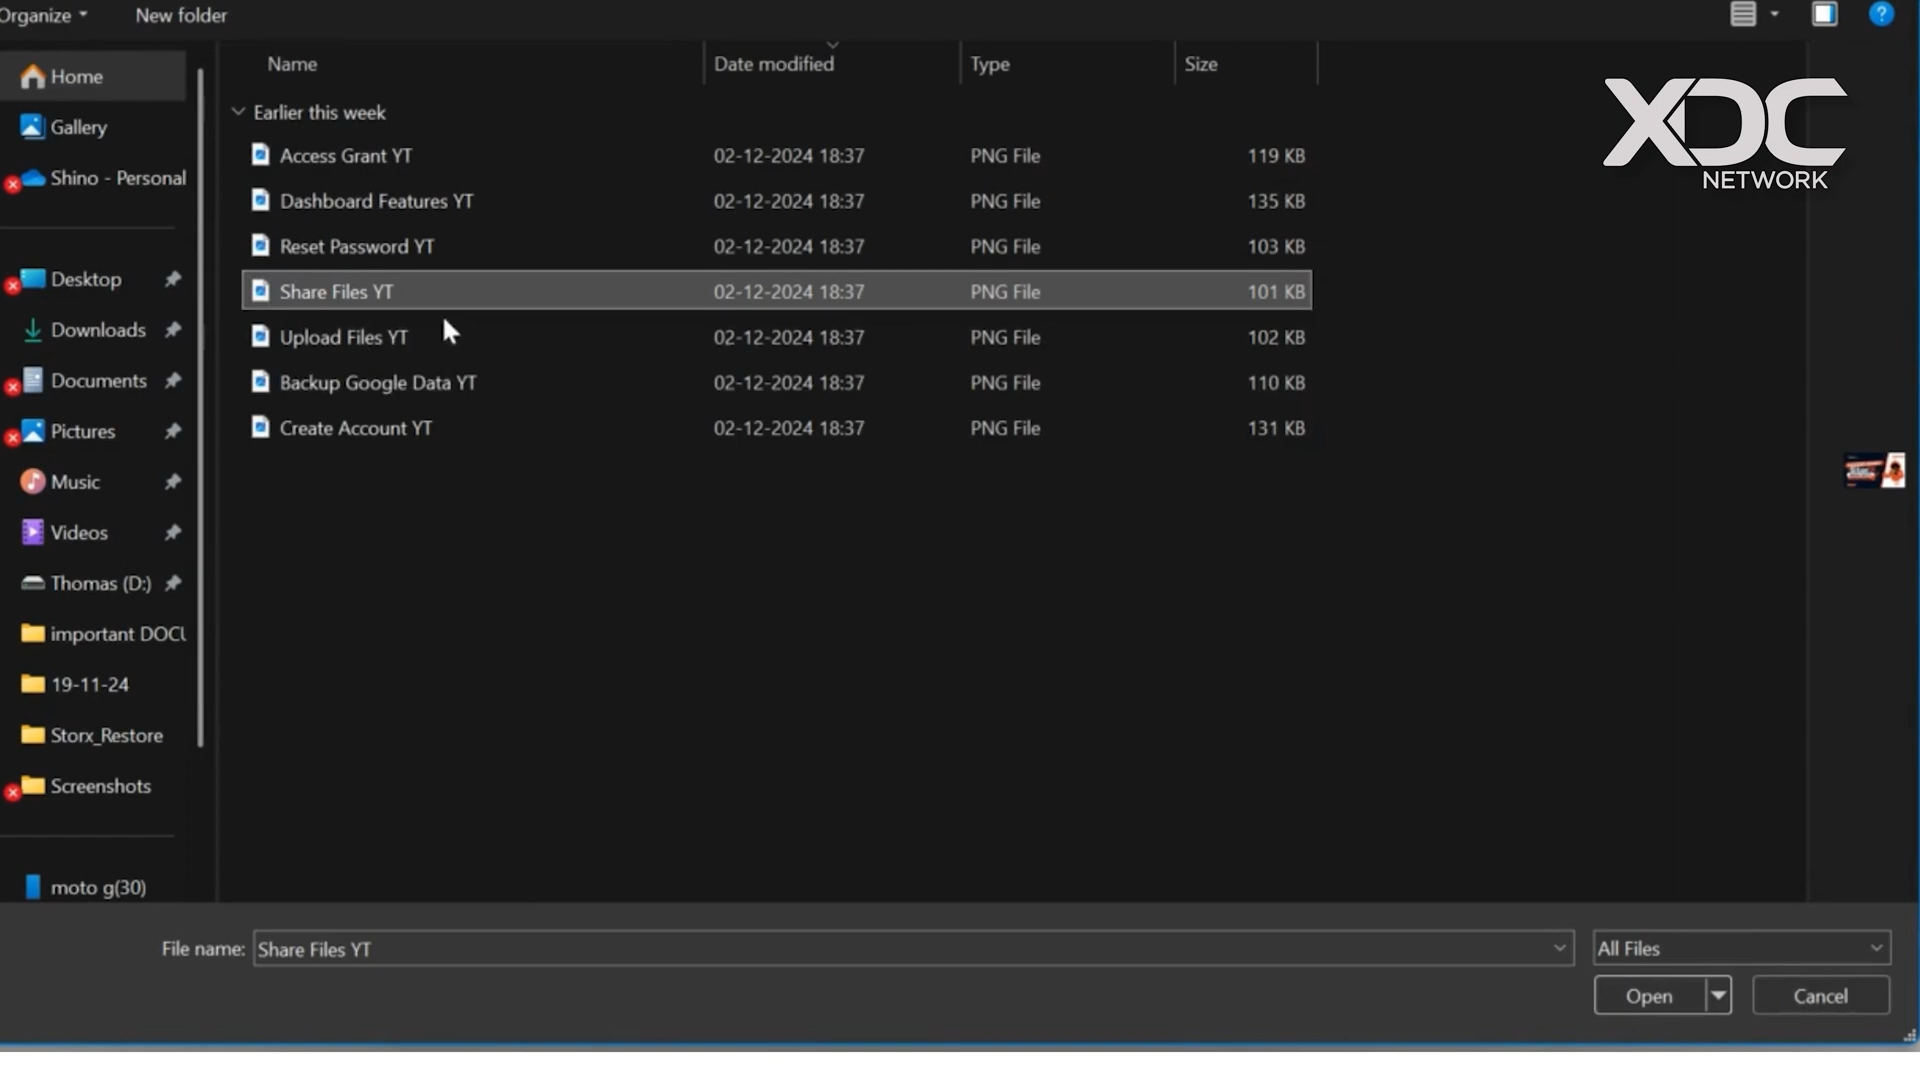 Organize
New folder
Home
Gallery
Shino - Personal
Desktop
Downloads
Documents
Pictures
Music
Videos
Thomas (D:)
important DOCU
19-11-24
Storx_Restore
Screenshots
moto g(30)
Name Date modified Type Size
Earlier this week
Access Grant YT 02-12-2024 18:37 PNG File 119 KB
Dashboard Features YT 02-12-2024 18:37 PNG File 135 KB
Reset Password YT 02-12-2024 18:37 PNG File 103 KB
Share Files YT 02-12-2024 18:37 PNG File 101 KB
Upload Files YT 02-12-2024 18:37 PNG File 102 KB
Backup Google Data YT 02-12-2024 18:37 PNG File 110 KB
Create Account YT 02-12-2024 18:37 PNG File 131 KB
XDC
NETWORK
File name: Share Files YT
All Files
Open
Cancel